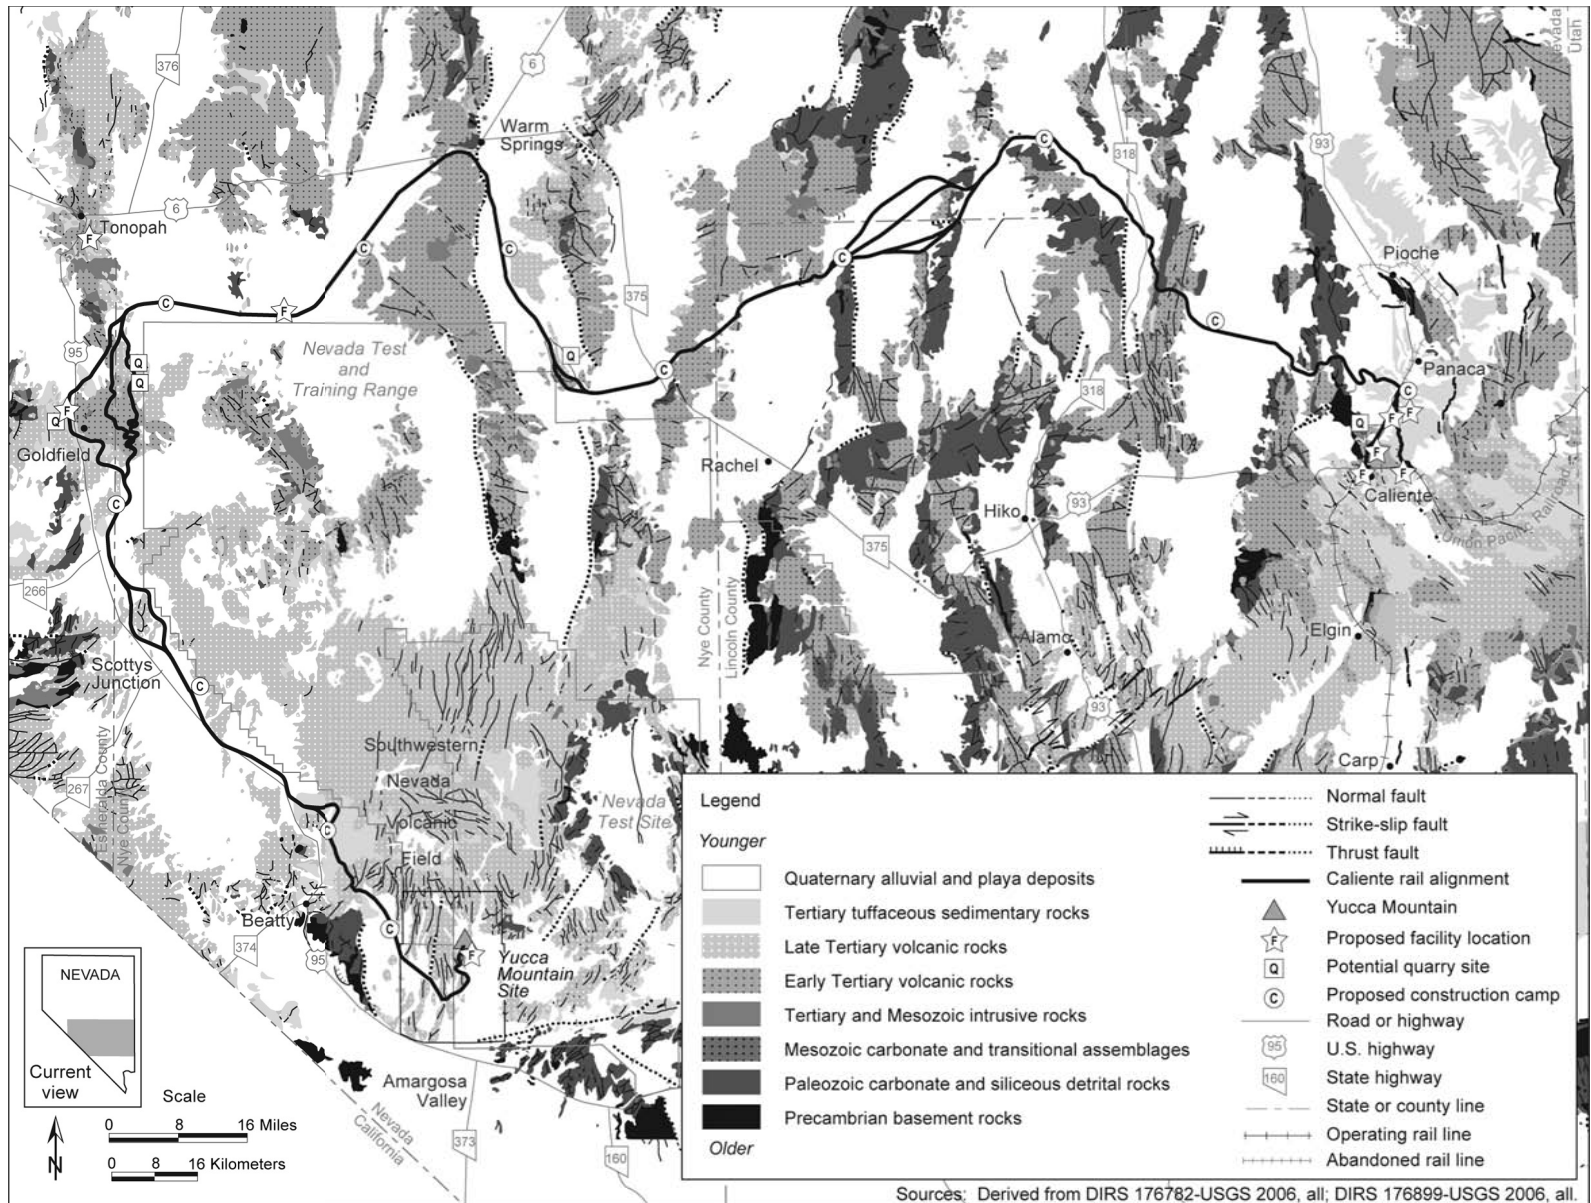 Nevada
Utah
376
6
Warm
Springs
93
318
6
Tonopah
F
C
C
C
C
Pioche
375
C
F
C
Q
C
Nevada Test
and
Training Range
95
Q
Q
F
Q
Goldfield
C
Panaca
C
318
Q
F
F
F
F
F
Caliente
Rachel
Hiko
93
Union Pacific Railroad
C
375
266
Nye County
Lincoln County
Alamo
Elgin
Scottys
Junction
C
93
Esmeralda County
Nye County
Southwestern
Nevada
Volcanic
Field
Nevada
Test Site
Carp
267
C
Beatty
C
374
95
F
Yucca
Mountain
Site
Amargosa
Valley
Nevada
California
373
160
NEVADA
Current
view
Scale
0 8 16 Miles
0 8 16 Kilometers
N
Legend
Younger
Quaternary alluvial and playa deposits
Tertiary tuffaceous sedimentary rocks
Late Tertiary volcanic rocks
Early Tertiary volcanic rocks
Tertiary and Mesozoic intrusive rocks
Mesozoic carbonate and transitional assemblages
Paleozoic carbonate and siliceous detrital rocks
Precambrian basement rocks
Older
Normal fault
Strike-slip fault
Thrust fault
Caliente rail alignment
Yucca Mountain
F Proposed facility location
Q Potential quarry site
C Proposed construction camp
Road or highway
95 U.S. highway
160 State highway
State or county line
Operating rail line
Abandoned rail line
Sources: Derived from DIRS 176782-USGS 2006, all; DIRS 176899-USGS 2006, all.